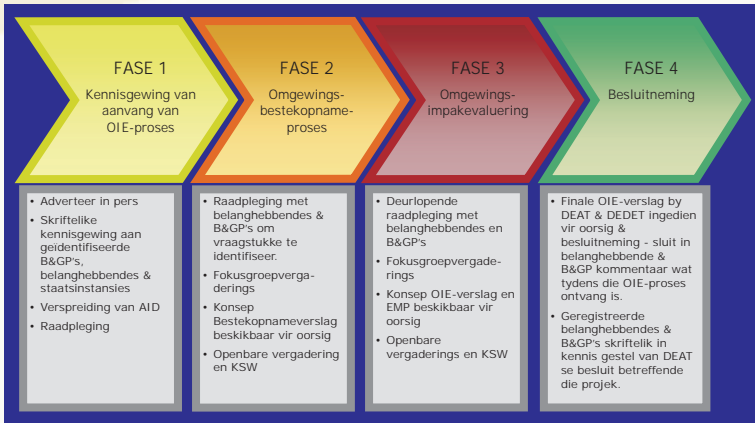 FASE 1
Kennisgewing van
aanvang van
OIE-proses
FASE 2
Omgewings-
bestekopname-
proses
FASE 3
Omgewings-
impakevaluering
FASE 4
Besluitneming
• Adverteer in pers
• Skriftelike
kennisgewing aan
geïdentifiseerde
B&GP's,
belanghebbendes &
staatsinstansies
• Verspreiding van AID
• Raadpleging
• Raadpleging met
belanghebbendes &
B&GP's om
vraagstukke te
identifiseer.
• Fokusgroepverga-
derings
• Konsep
Bestekopnameverslag
beskikbaar vir oorsig
• Openbare vergadering
en KSW
• Deurlopende
raadpleging met
belanghebbendes en
B&GP's
• Fokusgroepvergade-
rings
• Konsep OIE-verslag en
EMP beskikbaar vir
oorsig
• Openbare
vergaderings en KSW
• Finale OIE-verslag by
DEAT & DEDET ingedien
vir oorsig &
besluitneming - sluit in
belanghebbende &
B&GP kommentaar wat
tydens die OIE-proses
ontvang is.
• Geregistreerde
belanghebbendes &
B&GP's skriftelik in
kennis gestel van DEAT
se besluit betreffende
die projek.